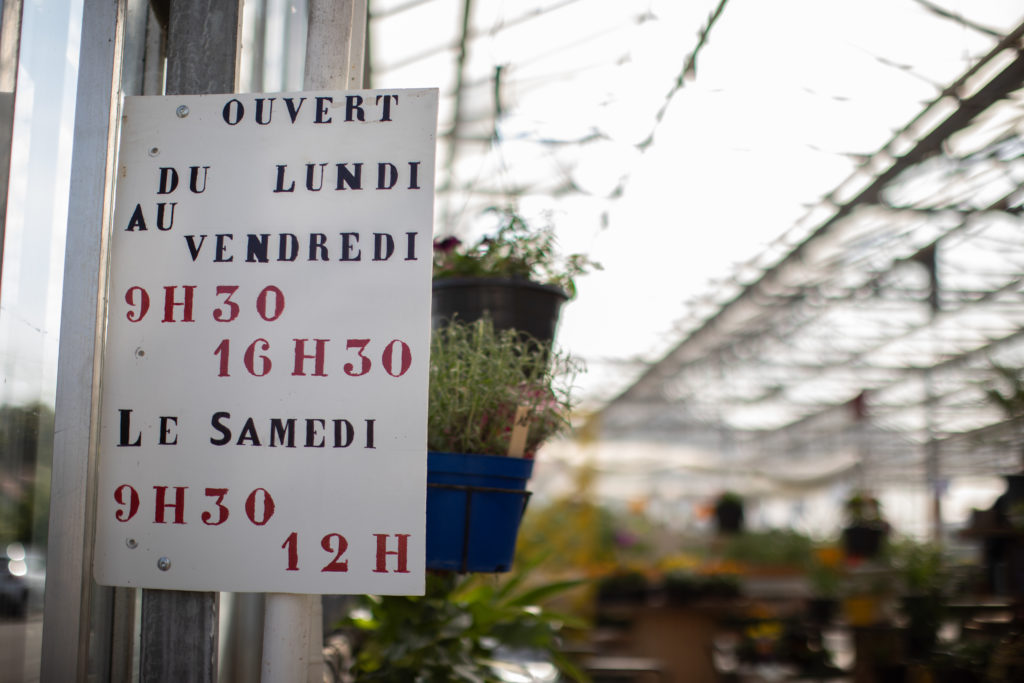 OUVERT
DU LUNDI
AU
VENDREDI
9H30
16H30
LE SAMEDI
9H30
12H